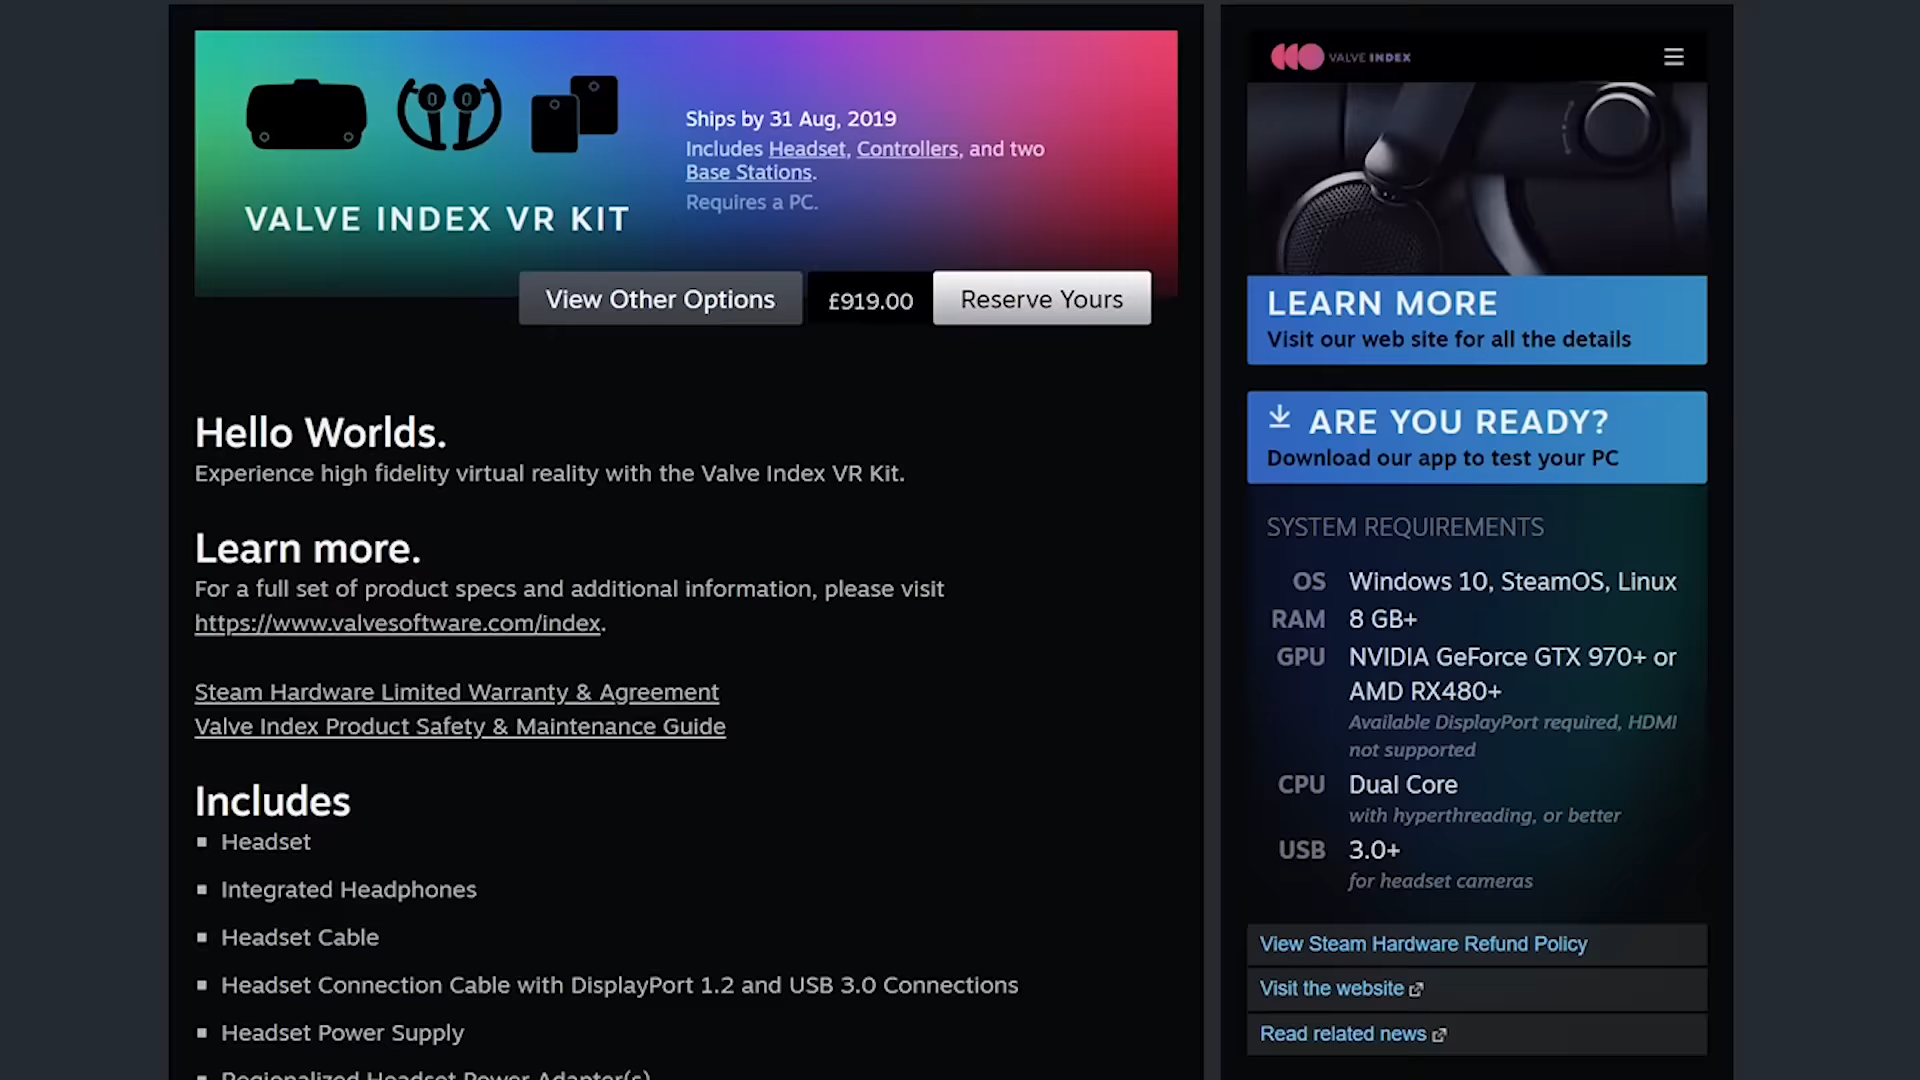 VALVE INDEX VR KIT
Ships by 31 Aug, 2019
Includes Headset, Controllers, and two
Base Stations.
Requires a PC.
View Other Options
£919.00
Reserve Yours
Hello Worlds.
Experience high fidelity virtual reality with the Valve Index VR Kit.
Learn more.
For a full set of product specs and additional information, please visit
https://www.valvesoftware.com/index.
Steam Hardware Limited Warranty & Agreement
Valve Index Product Safety & Maintenance Guide
Includes
Headset
Integrated Headphones
Headset Cable
Headset Connection Cable with DisplayPort 1.2 and USB 3.0 Connections
Headset Power Supply
Regionalized Headset Power Adapter(s)
VALVE INDEX
LEARN MORE
Visit our web site for all the details
ARE YOU READY?
Download our app to test your PC
SYSTEM REQUIREMENTS
OS Windows 10, SteamOS, Linux
RAM 8 GB+
GPU NVIDIA GeForce GTX 970+ or
AMD RX480+
Available DisplayPort required, HDMI
not supported
CPU Dual Core
with hyperthreading, or better
USB 3.0+
for headset cameras
View Steam Hardware Refund Policy
Visit the website
Read related news